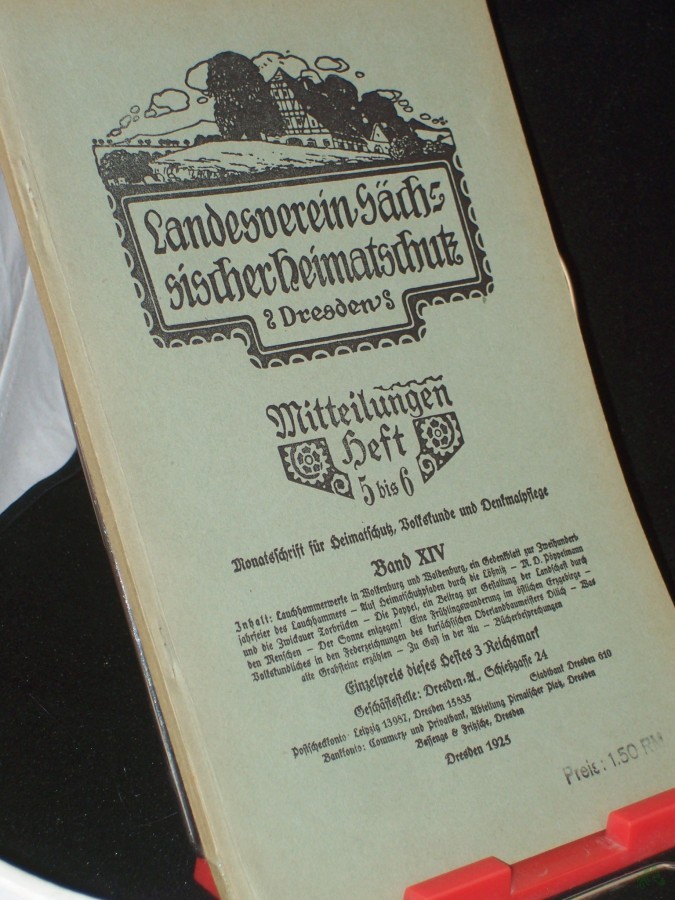 Landesverein Säch-
sischer Heimatschutz
Dresden
Mitteilungen
Heft
5 bis 6
Monatsschrift für Heimatschutz, Volkskunde und Denkmalpflege
Band XIV
Inhalt: Lauchhammerwerke in Wolkenburg und Waldenburg, ein Gedenkblatt zur Zweihundert-
jahrfeier des Lauchhammers – Auf Heimatschutzpfaden durch die Lößnitz – M. D. Pöppelmann
und die Zwickauer Torbrücken – Die Pappel, ein Beitrag zur Gestaltung der Landschaft durch
den Menschen – Der Sonne entgegen! Eine Frühlingswanderung im östlichen Erzgebirge –
Volkstundliches in den Federzeichnungen des kursächsischen Oberlandbaumeisters Dilich – Was
alte Grabsteine erzählen – Zu Gast in der Au – Bücherbesprechungen
Einzelpreis dieses Heftes 3 Reichsmark
Geschäftsstelle: Dresden-A., Schießgasse 24
Postscheckkonto: Leipzig 13987, Dresden 15835 Stadtbank Dresden 610
Bankkonto: Commerz- und Privatbank, Abteilung Pirnaischer Platz, Dresden
Bassenge & Fritzsche, Dresden
Dresden 1925
Preis: 1.50 RM